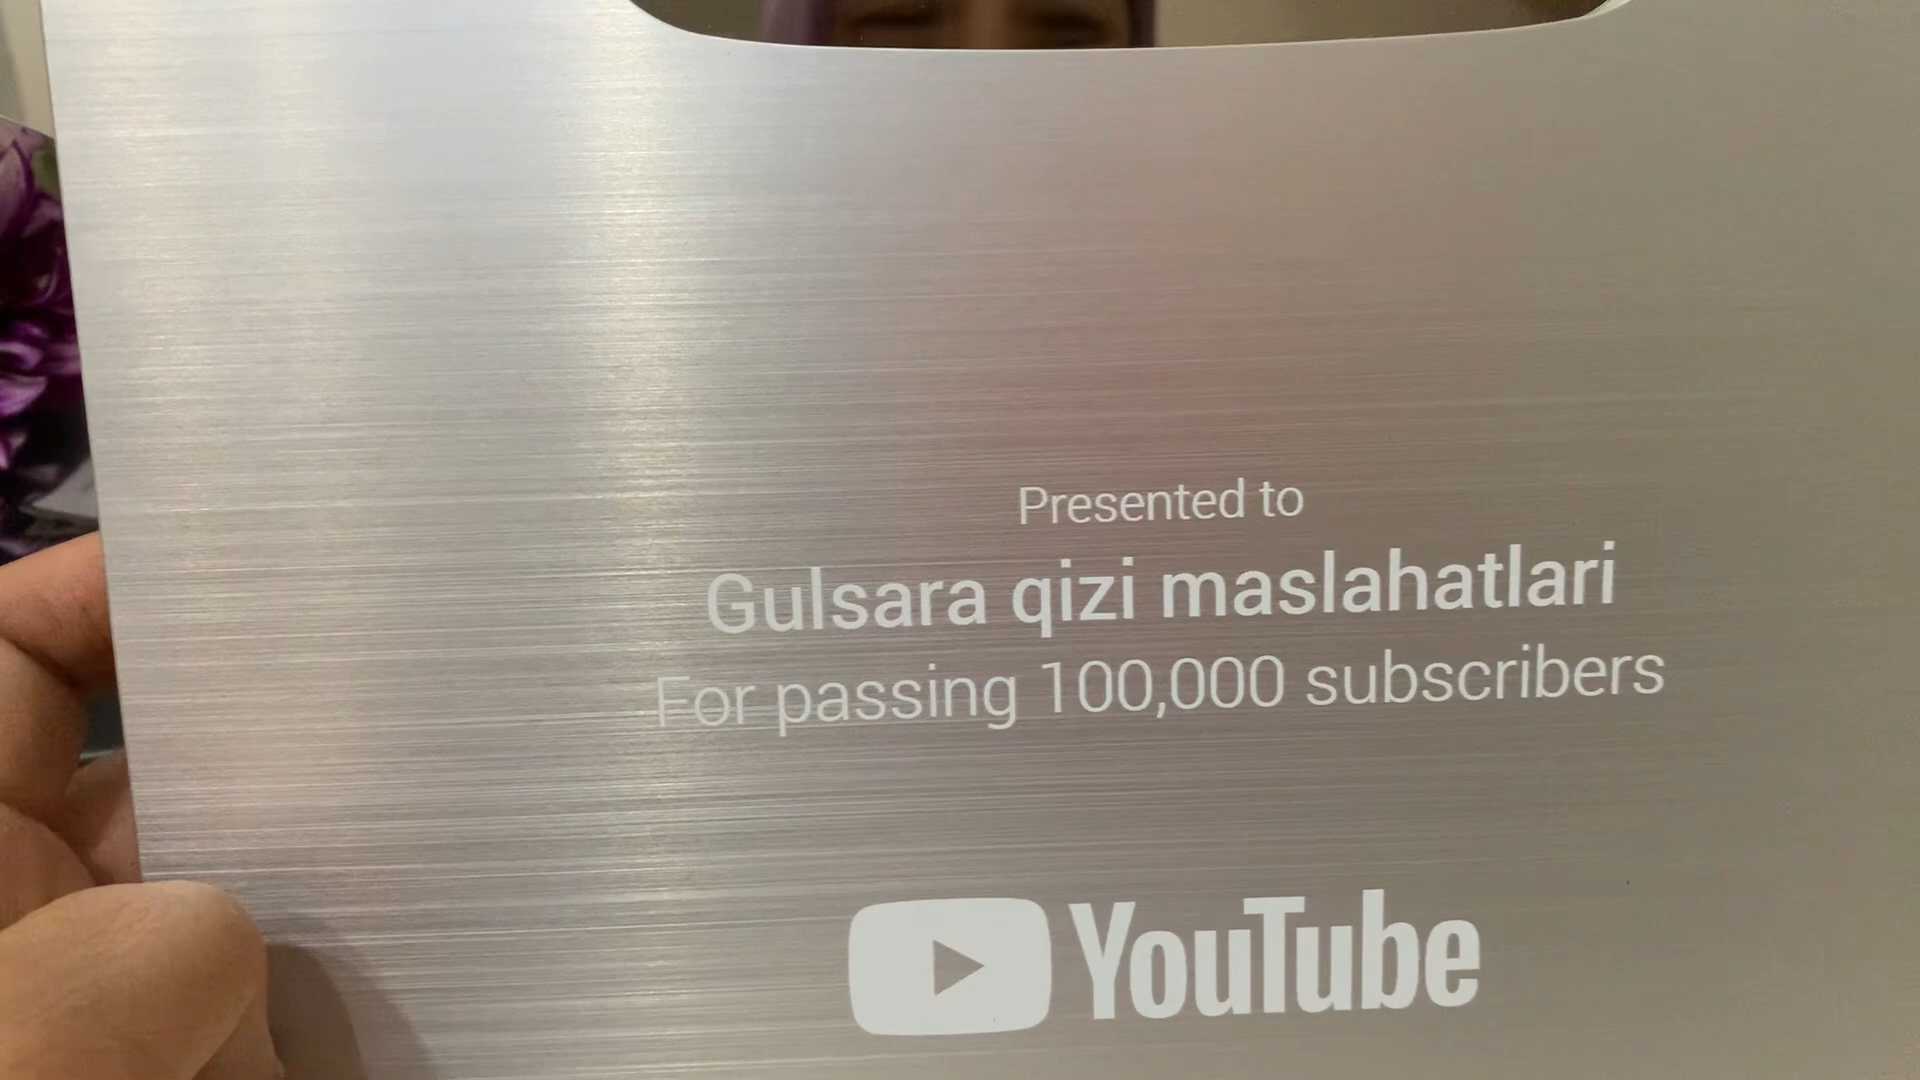 Presented to
Gulsara qizi maslahatlari
For passing 100,000 subscribers
YouTube